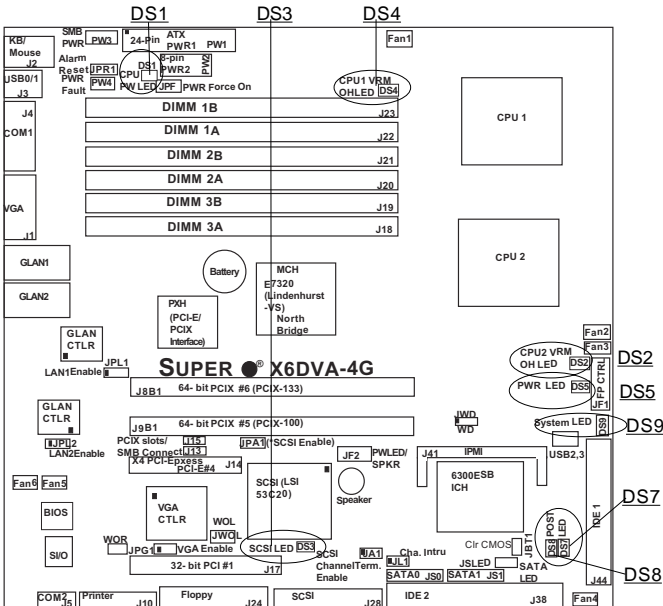 DS1
DS3
DS4
KB/
Mouse
J2
SMB
PWR
PW3
24-Pin
ATX
PWR1
PW1
Fan1
Alarm
Reset
JPR1
DS1
8-pin
PWR2
PW2
CPU
PW LED
USB0/1
J3
PWR
Fault
PW4
JPF
PWR Force On
CPU1 VRM
OHLED
DS4
J4
COM1
DIMM 1B
J23
DIMM 1A
J22
DIMM 2B
J21
DIMM 2A
J20
DIMM 3B
J19
DIMM 3A
J18
CPU 1
VGA
J1
GLAN1
GLAN2
Battery
MCH
E7320
(Lindenhurst
-VS)
North
Bridge
PXH
(PCI-E/
PCIX
Interface)
CPU 2
Fan2
Fan3
GLAN
CTLR
JPL1
LAN1Enable
SUPER ®  X6DVA-4G
CPU2 VRM
OH LED
DS2
DS2
PWR LED
DS5
FP CTRL
JF1
DS5
64- bit PCIX #6 (PCIX-133)
J8B1
GLAN
CTLR
JPL2
LAN2Enable
64- bit PCIX #5 (PCIX-100)
J9B1
JWD
WD
System LED
DS9
DS9
PCIX slots/
SMB Connect
J15
J13
JPA1
(*SCSI Enable)
X4 PCI-Epxess
PCI-E#4
J14
JF2
PWLED/
SPKR
J41
IPMI
USB2,3
Fan6
Fan5
SCSI (LSI
53C20)
Speaker
6300ESB
ICH
IDE 1
BIOS
VGA
CTLR
WOL
JWOL
DS7
POST
LED
DS8
DS7
S I/O
WOR
JPG1
VGA Enable
SCSI LED
DS3
SCSI
ChannelTerm.
Enable
JA1
Cha. Intru
JL1
Clr CMOS
JBT1
32- bit PCI #1
J17
JSLED
SATA
LED
SATA0
JS0
SATA1
JS1
J44
DS8
COM2
J5
Printer
J10
Floppy
J24
SCSI
J28
IDE 2
J38
Fan4